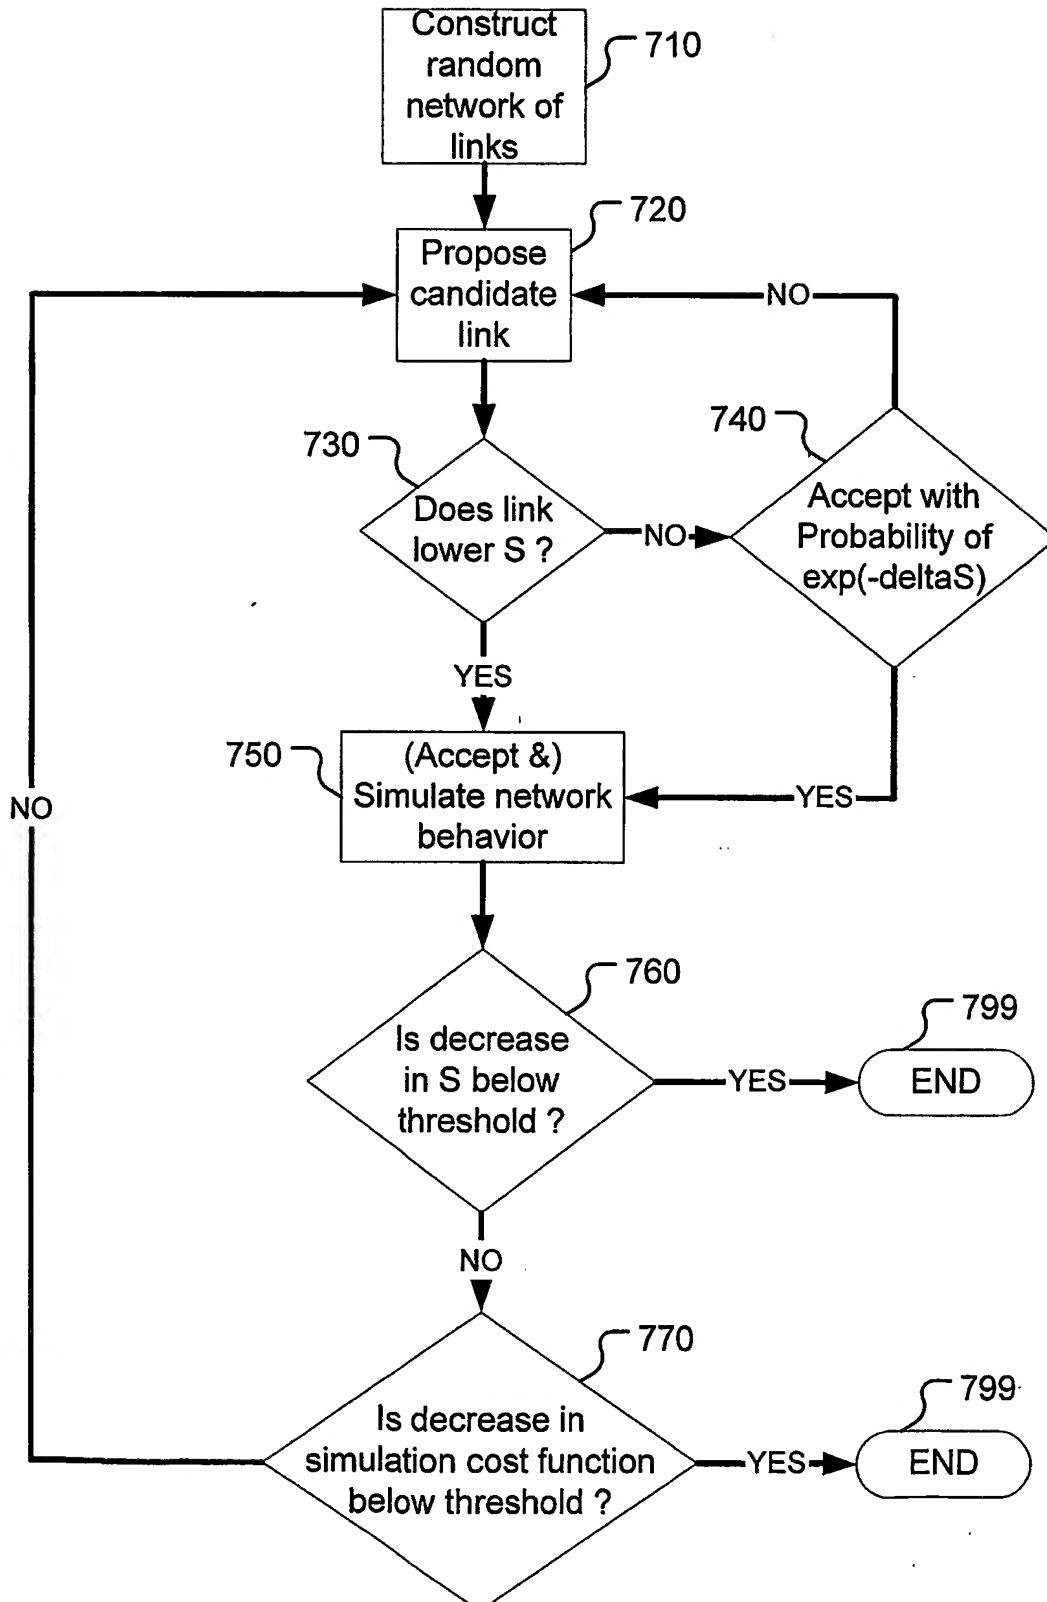 Construct
random
network of
links
710
720
Propose
candidate
link
NO
730
740
Does link
lower S ?
NO
Accept with
Probability of
exp(-deltaS)
YES
750
(Accept &)
Simulate network
behavior
YES
NO
760
Is decrease
in S below
threshold ?
YES
799
END
NO
770
Is decrease in
simulation cost function
below threshold ?
YES
799
END